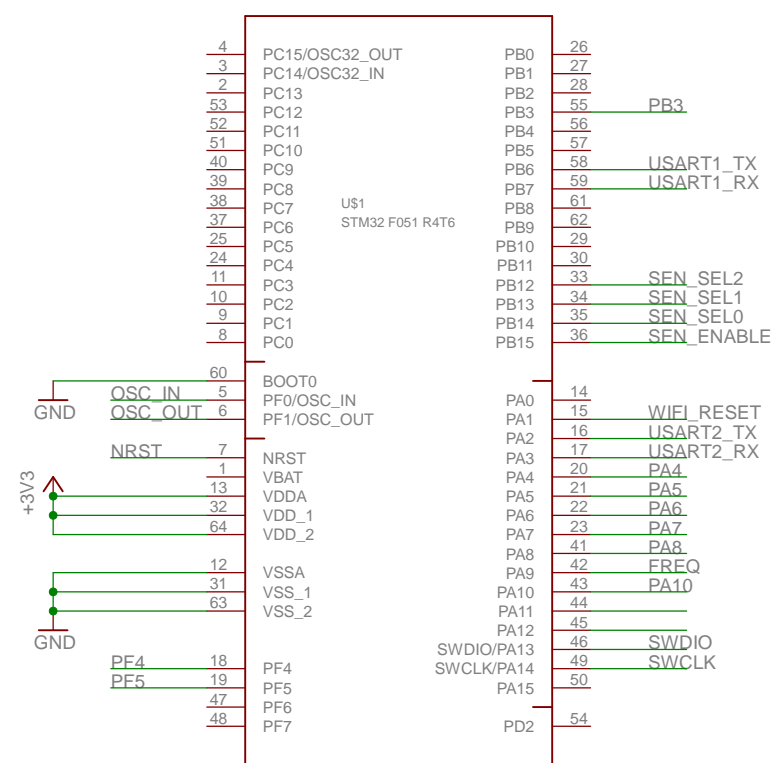 4 PC15/OSC32_OUT PB0 26
3 PC14/OSC32_IN PB1 27
2 PC13 PB2 28
53 PC12 PB3 55 PB3
52 PC11 PB4 56
51 PC10 PB5 57
40 PC9 PB6 58 USART1_TX
39 PC8 PB7 59 USART1_RX
38 PC7 U$1 PB8 61
37 PC6 STM32 F051 R4T6 PB9 62
25 PC5 PB10 29
24 PC4 PB11 30
11 PC3 PB12 33 SEN_SEL2
10 PC2 PB13 34 SEN_SEL1
9 PC1 PB14 35 SEN_SEL0
8 PC0 PB15 36 SEN_ENABLE
60 BOOT0
GND OSC_IN 5 PF0/OSC_IN PA0 14
OSC_OUT 6 PF1/OSC_OUT PA1 15 WIFI_RESET
PA2 16 USART2_TX
NRST 7 NRST PA3 17 USART2_RX
1 VBAT PA4 20 PA4
+3V3 13 VDDA PA5 21 PA5
32 VDD_1 PA6 22 PA6
64 VDD_2 PA7 23 PA7
PA8 41 PA8
12 VSSA PA9 42 FREQ
31 VSS_1 PA10 43 PA10
63 VSS_2 PA11 44
GND PA12 45
SWDIO/PA13 46 SWDIO
PF4 18 PF4 SWCLK/PA14 49 SWCLK
PF5 19 PF5 PA15 50
47 PF6
48 PF7 PD2 54